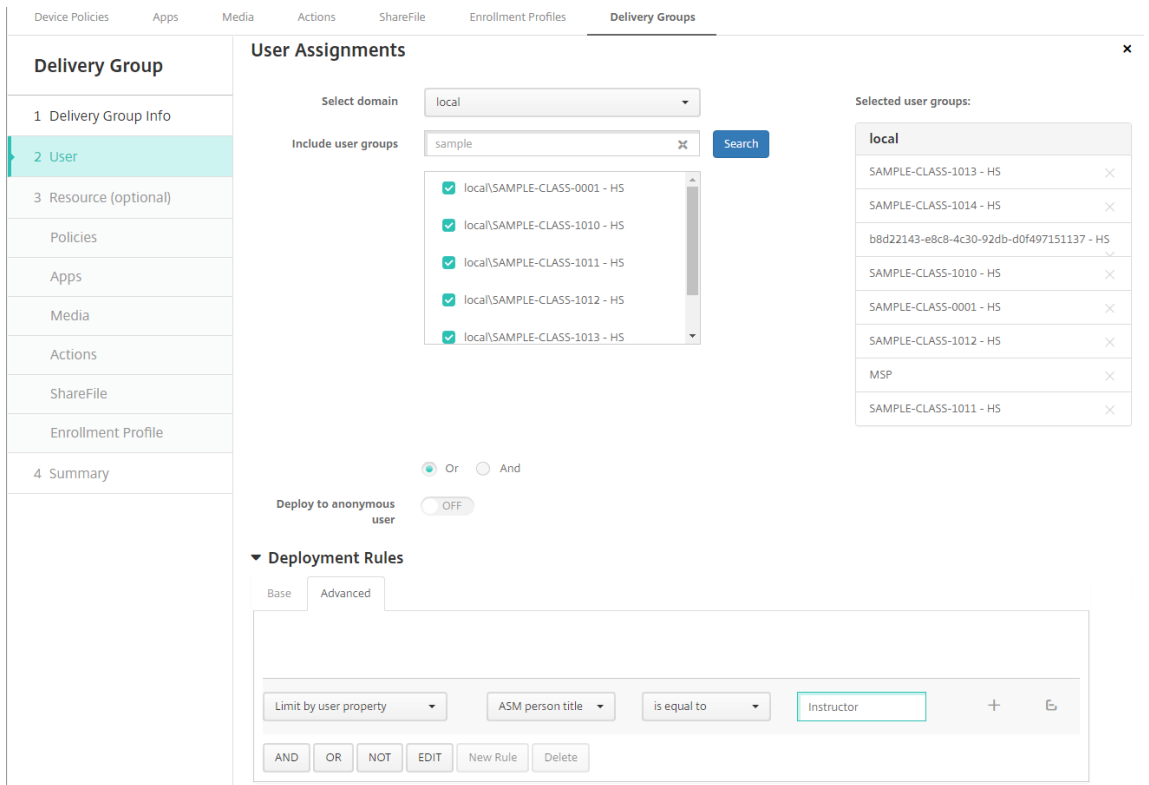 Device Policies Apps Media Actions ShareFile Enrollment Profiles Delivery Groups
Delivery Group
1 Delivery Group Info
2 User
3 Resource (optional)
Policies
Apps
Media
Actions
ShareFile
Enrollment Profile
4 Summary
User Assignments
Select domain
local
Include user groups
sample
Search
local\SAMPLE-CLASS-0001 - HS
local\SAMPLE-CLASS-1010 - HS
local\SAMPLE-CLASS-1011 - HS
local\SAMPLE-CLASS-1012 - HS
local\SAMPLE-CLASS-1013 - HS
Selected user groups:
local
SAMPLE-CLASS-1013 - HS
SAMPLE-CLASS-1014 - HS
b8d22143-e8c8-4c30-92db-d0f497151137 - HS
SAMPLE-CLASS-1010 - HS
SAMPLE-CLASS-0001 - HS
SAMPLE-CLASS-1012 - HS
MSP
SAMPLE-CLASS-1011 - HS
Or And
Deploy to anonymous
user
OFF
Deployment Rules
Base Advanced
Limit by user property ASM person title is equal to Instructor
AND OR NOT EDIT New Rule Delete